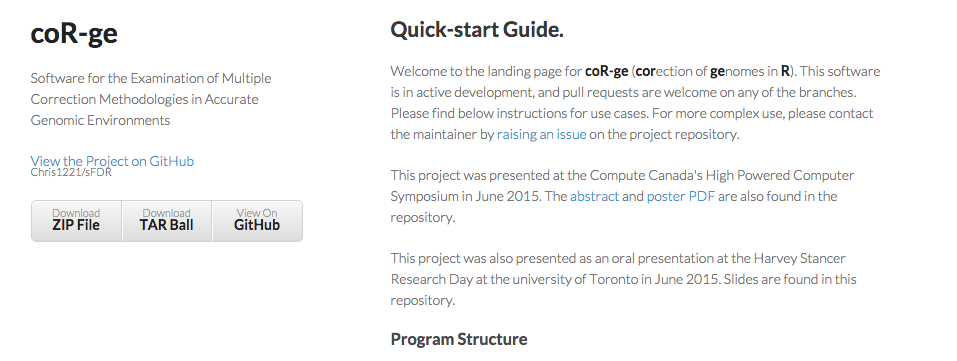 coR-ge
Software for the Examination of Multiple
Correction Methodologies in Accurate
Genomic Environments
View the Project on GitHub
Chris1221/sFDR
Download
ZIP File
Download
TAR Ball
View On
GitHub
Quick-start Guide.
Welcome to the landing page for coR-ge (corection of genomes in R). This software
is in active development, and pull requests are welcome on any of the branches.
Please find below instructions for use cases. For more complex use, please contact
the maintainer by raising an issue on the project repository.
This project was presented at the Compute Canada's High Powered Computer
Symposium in June 2015. The abstract and poster PDF are also found in the
repository.
This project was also presented as an oral presentation at the Harvey Stancer
Research Day at the university of Toronto in June 2015. Slides are found in this
repository.
Program Structure